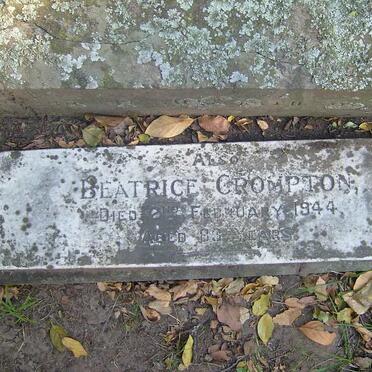 ALSO
BEATRICE CROMPTON,
DIED FEBRUARY 1944,
AGED YEARS.